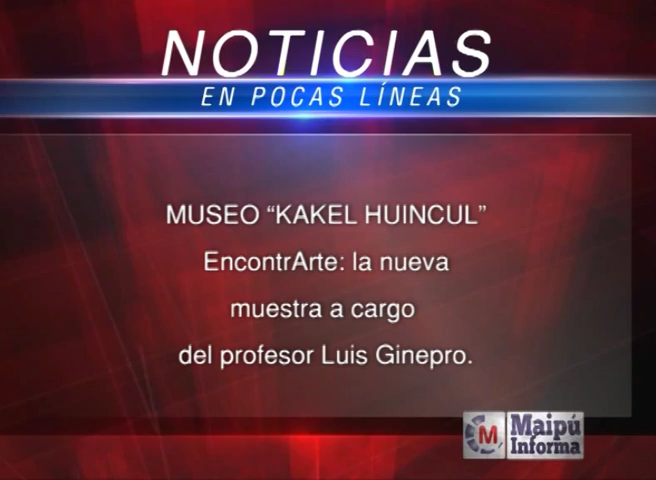 NOTICIAS
EN POCAS LÍNEAS
MUSEO “KAKEL HUINCUL”
EncontrArte: la nueva
muestra a cargo
del profesor Luis Ginepro.
M Maipú
Informa